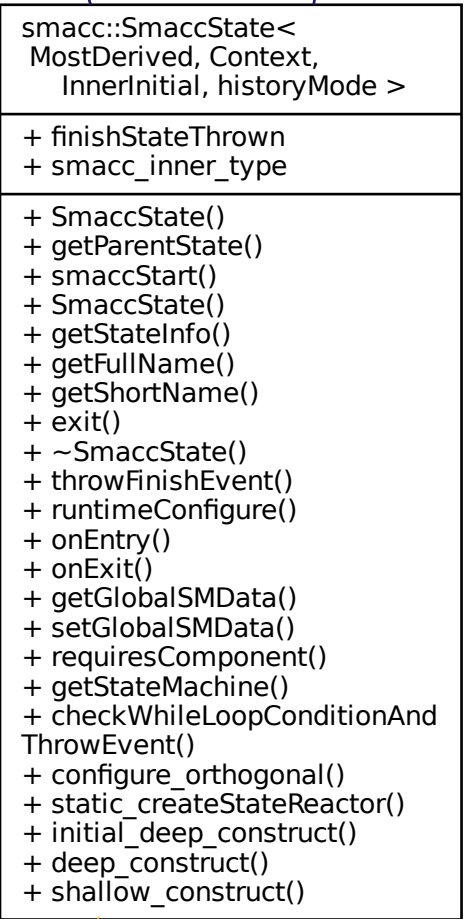 smacc::SmaccState<
MostDerived, Context,
InnerInitial, historyMode >
+ finishStateThrown
+ smacc_inner_type
+ SmaccState()
+ getParentState()
+ smaccStart()
+ SmaccState()
+ getStateInfo()
+ getFullName()
+ getShortName()
+ exit()
+ ~SmaccState()
+ throwFinishEvent()
+ runtimeConfigure()
+ onEntry()
+ onExit()
+ getGlobalSMData()
+ setGlobalSMData()
+ requiresComponent()
+ getStateMachine()
+ checkWhileLoopConditionAnd
ThrowEvent()
+ configure_orthogonal()
+ static_createStateReactor()
+ initial_deep_construct()
+ deep_construct()
+ shallow_construct()